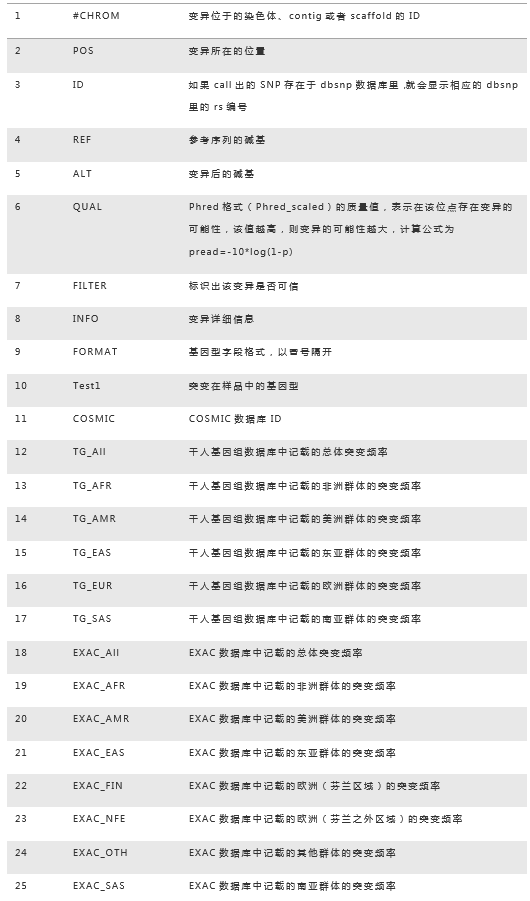 1 #CHROM 变异位于的染色体、contig 或者 scaffold 的 ID
2 POS 变异所在的位置
3 ID 如果 call 出的 SNP 存在于 dbsnp 数据库里 ,就会显示相应的 dbsnp
里的 rs 编号
4 REF 参考序列的碱基
5 ALT 变异后的碱基
6 QUAL Phred 格式 ( Phred_scaled ) 的质量值，表示在该位点存在变异的
可能性，该值越高，则变异的可能性越大，计算公式为
pread=-10*log(1-p)
7 FILTER 标识出该变异是否可信
8 INFO 变异详细信息
9 FORMAT 基因型字段格式，以冒号隔开
10 Test1 突变在样品中的基因型
11 COSMIC COSMIC 数据库 ID
12 TG_All 千人基因组数据库中记载的总体突变频率
13 TG_AFR 千人基因组数据库中记载的非洲群体的突变频率
14 TG_AMR 千人基因组数据库中记载的美洲群体的突变频率
15 TG_EAS 千人基因组数据库中记载的东亚群体的突变频率
16 TG_EUR 千人基因组数据库中记载的欧洲群体的突变频率
17 TG_SAS 千人基因组数据库中记载的南亚群体的突变频率
18 EXAC_All EXAC 数据库中记载的总体突变频率
19 EXAC_AFR EXAC 数据库中记载的非洲群体的突变频率
20 EXAC_AMR EXAC 数据库中记载的美洲群体的突变频率
21 EXAC_EAS EXAC 数据库中记载的东亚群体的突变频率
22 EXAC_FIN EXAC 数据库中记载的欧洲（芬兰区域）的突变频率
23 EXAC_NFE EXAC 数据库中记载的欧洲（芬兰之外区域）的突变频率
24 EXAC_OTH EXAC 数据库中记载的其他群体的突变频率
25 EXAC_SAS EXAC 数据库中记载的南亚群体的突变频率